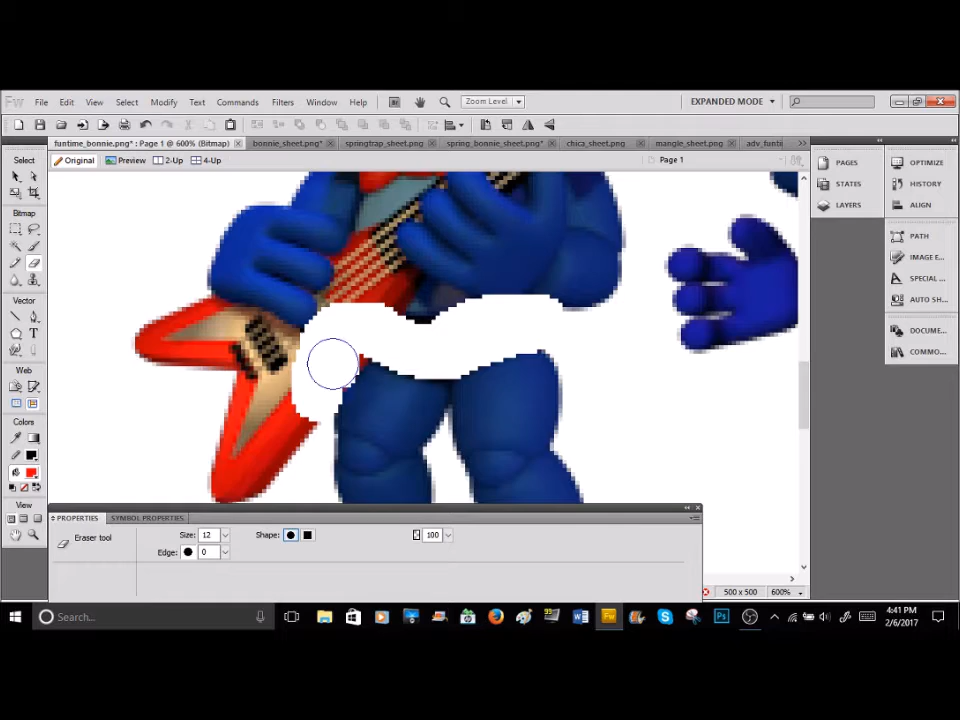 Fw File Edit View Select Modify Text Commands Filters Window Help Zoom Level EXPANDED MODE
funtime_bonnie.png* : Page 1 @ 600% (Bitmap) bonnie_sheet.png* springtrap_sheet.png spring_bonnie_sheet.png* chica_sheet.png mangle_sheet.png adv_funti
Original Preview 2-Up 4-Up Page 1
Select
Bitmap
Vector
T
Web
Colors
View
PAGES
STATES
LAYERS
OPTIMIZE
HISTORY
ALIGN
PATH
IMAGE E...
SPECIAL ...
AUTO SH...
DOCUME...
COMMO...
PROPERTIES SYMBOL PROPERTIES
Eraser tool Size: 12 Shape: 100
Edge: 0
500 x 500 600%
Search... Ps 4:41 PM
2/6/2017